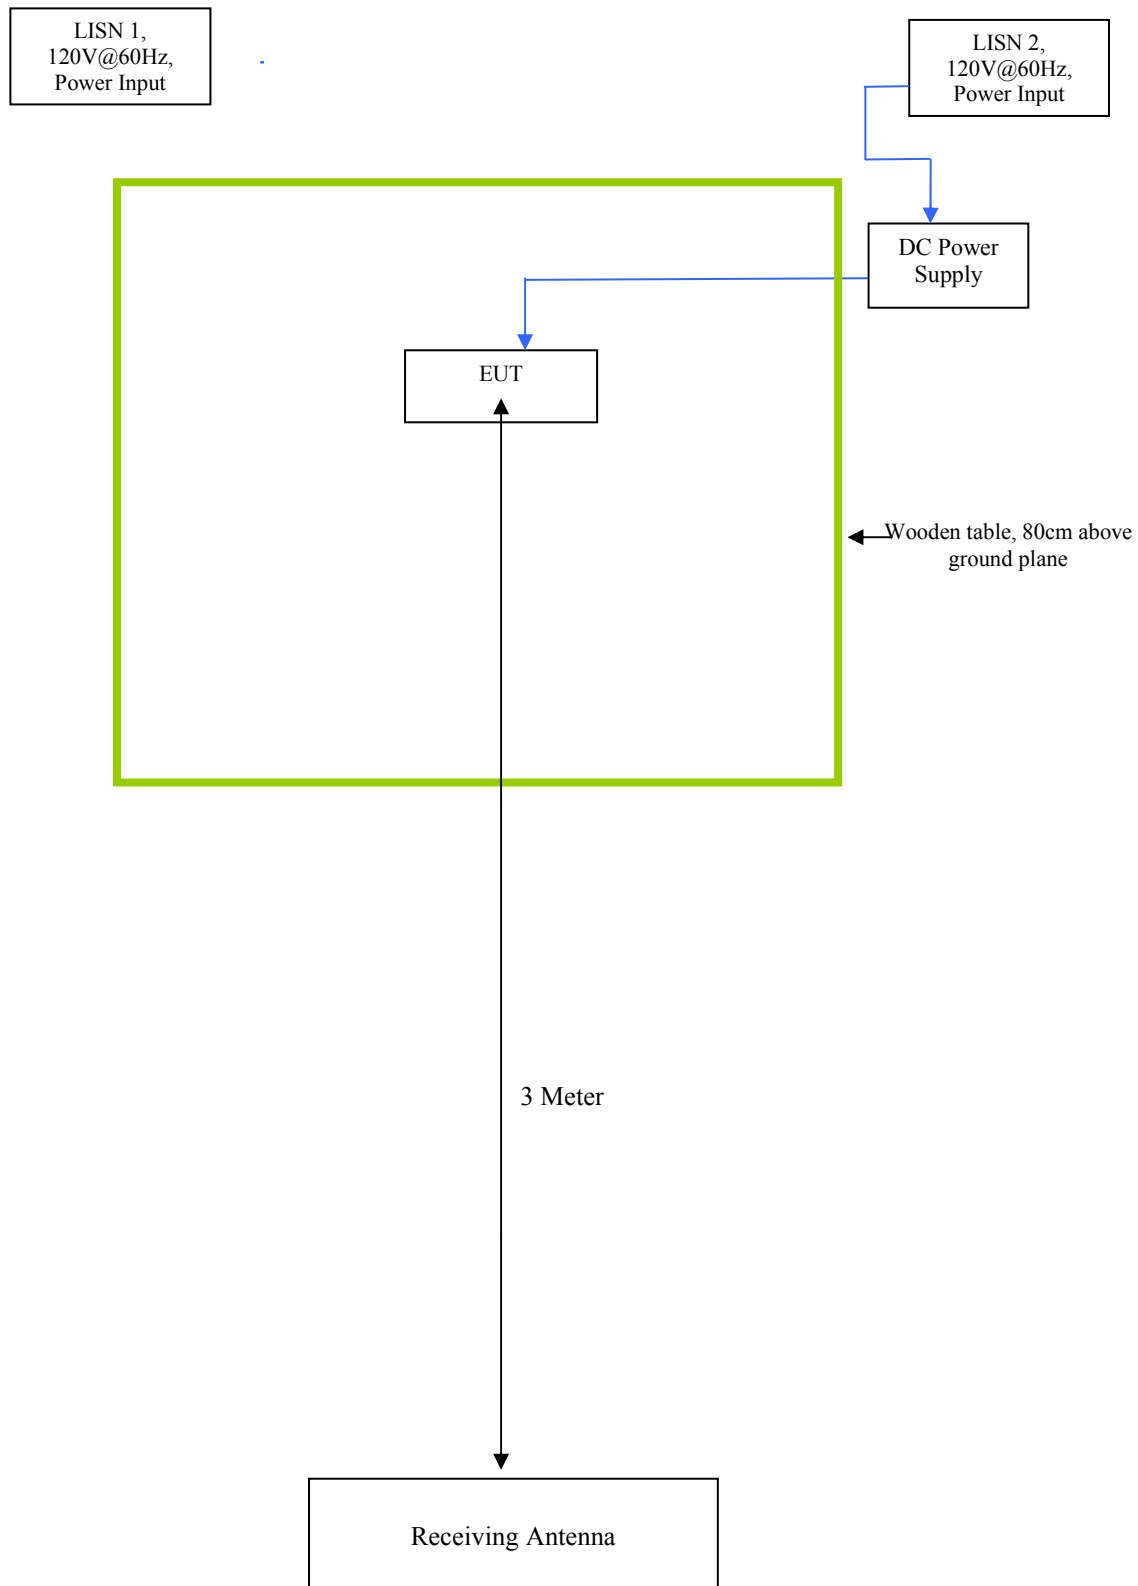 LISN 1,
120V@60Hz,
Power Input
LISN 2,
120V@60Hz,
Power Input
DC Power
Supply
EUT
Wooden table, 80cm above
ground plane
3 Meter
Receiving Antenna